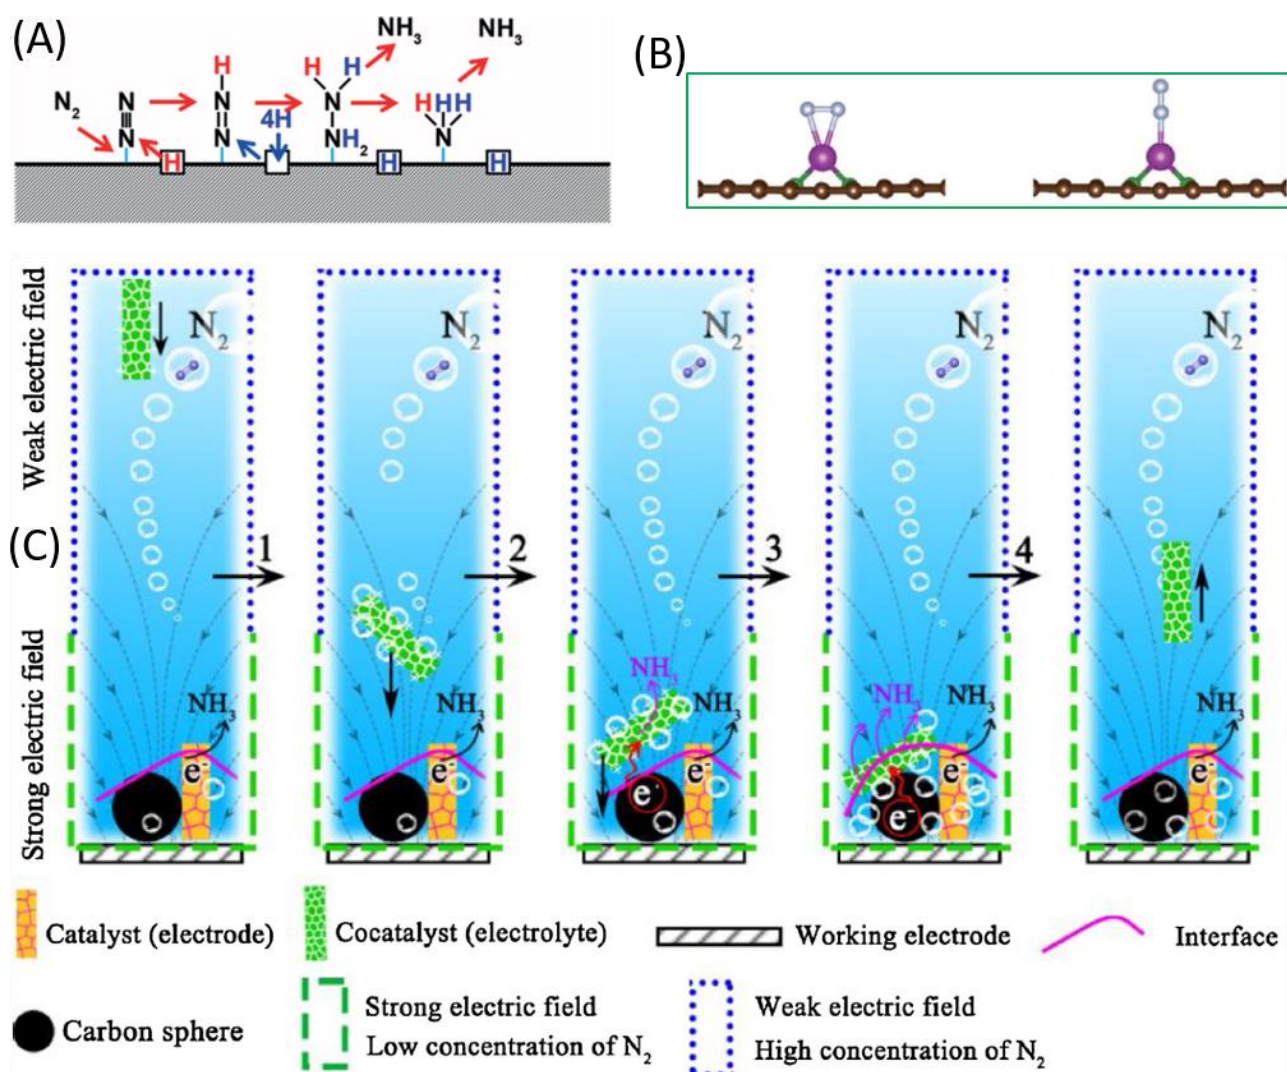 (A)
NH3
NH3
H
H H
N2
N
N
H H H
N
N
4H
N
N
NH2
H
H
H
(B)
Weak electric field
N2
N2
N2
N2
N2
(C)
1
2
3
4
Strong electric field
NH3
NH3
NH3
NH3
NH3
NH3
NH3
e-
e-
e-
e-
e-
e-
e-
Catalyst (electrode)
Cocatalyst (electrolyte)
Working electrode
Interface
Carbon sphere
Strong electric field
Low concentration of N2
Weak electric field
High concentration of N2